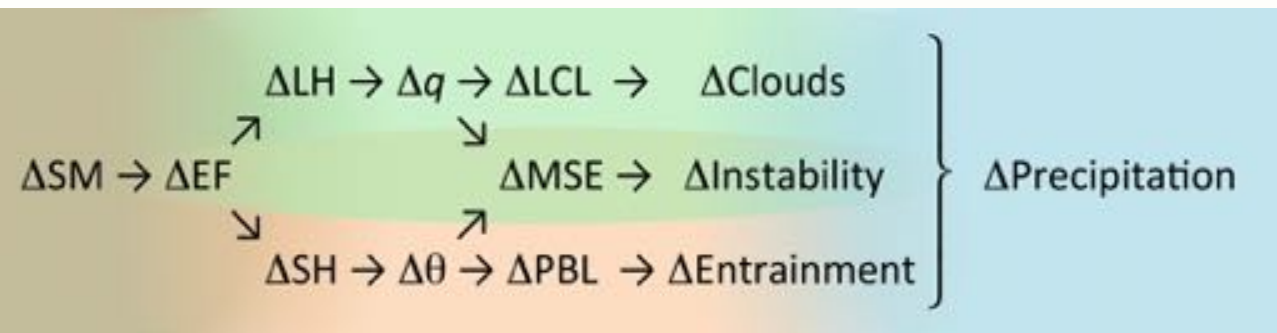 ΔLH → Δq → ΔLCL → ΔClouds
↗ ↘
ΔSM → ΔEF ΔMSE → ΔInstability } ΔPrecipitation
↘ ↗
ΔSH → Δθ → ΔPBL → ΔEntrainment